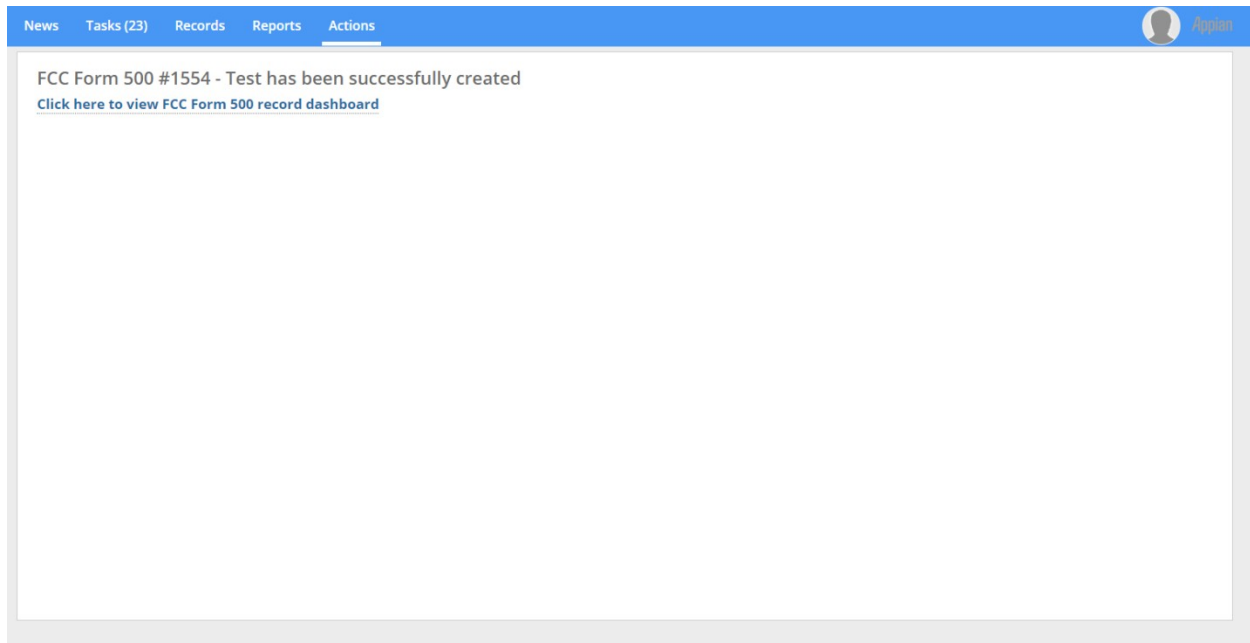 News Tasks (23) Records Reports Actions Appian
FCC Form 500 #1554 - Test has been successfully created
Click here to view FCC Form 500 record dashboard